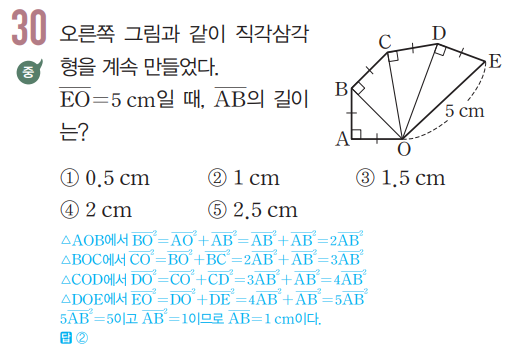 30 오른쪽 그림과 같이 직각삼각
중 형을 계속 만들었다.
EO=5 cm일 때, AB의 길이
는?
C D
E
B
5 cm
A O
① 0.5 cm ② 1 cm ③ 1.5 cm
④ 2 cm ⑤ 2.5 cm
△AOB에서 BO²=AO²+AB²=AB²+AB²=2AB²
△BOC에서 CO²=BO²+BC²=2AB²+AB²=3AB²
△COD에서 DO²=CO²+CD²=3AB²+AB²=4AB²
△DOE에서 EO²=DO²+DE²=4AB²+AB²=5AB²
5AB²=5이고 AB²=1이므로 AB=1 cm이다.
답 ②